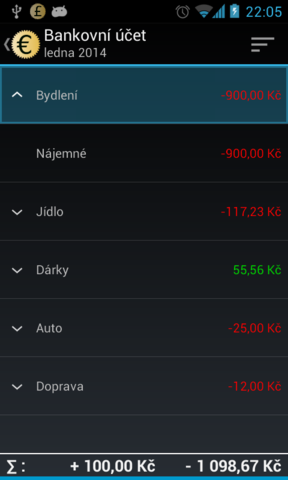 22:05
Bankovní účet
ledna 2014
Bydlení -900,00 Kč
Nájemné -900,00 Kč
Jídlo -117,23 Kč
Dárky 55,56 Kč
Auto -25,00 Kč
Doprava -12,00 Kč
∑ : + 100,00 Kč - 1 098,67 Kč